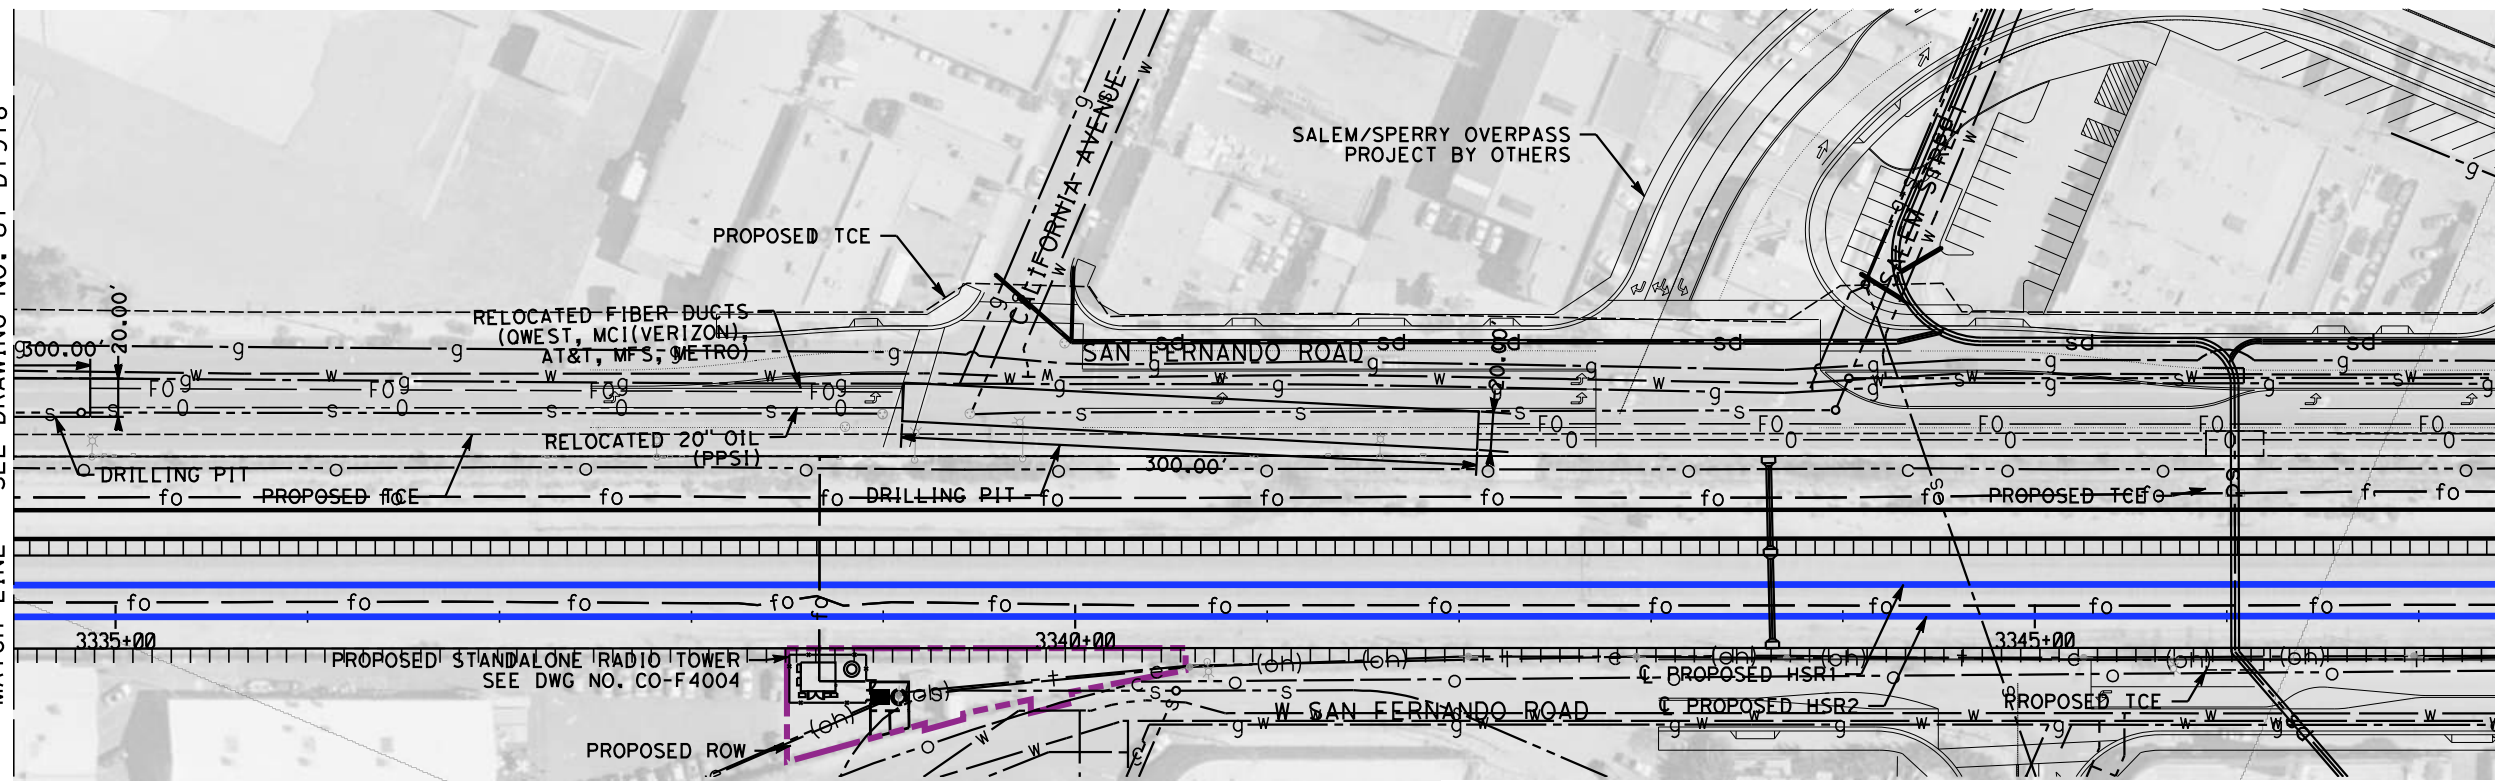 CALIFORNIA AVENUE
SALEM/SPERRY OVERPASS
PROJECT BY OTHERS
SALEM STREET
PROPOSED TCE
RELOCATED FIBER DUCTS
(QWEST, MCI(VERIZON),
AT&T, MFS, METRO)
300.00'
20.00'
SAN FERNANDO ROAD
20.00'
RELOCATED 20" OIL
(PPSI)
DRILLING PIT
PROPOSED TCE
DRILLING PIT
300.00'
PROPOSED TCE
3335+00
3340+00
3345+00
PROPOSED STANDALONE RADIO TOWER
SEE DWG NO. CO-F4004
℄ PROPOSED HSR1
℄ PROPOSED HSR2
PROPOSED TCE
W SAN FERNANDO ROAD
PROPOSED ROW